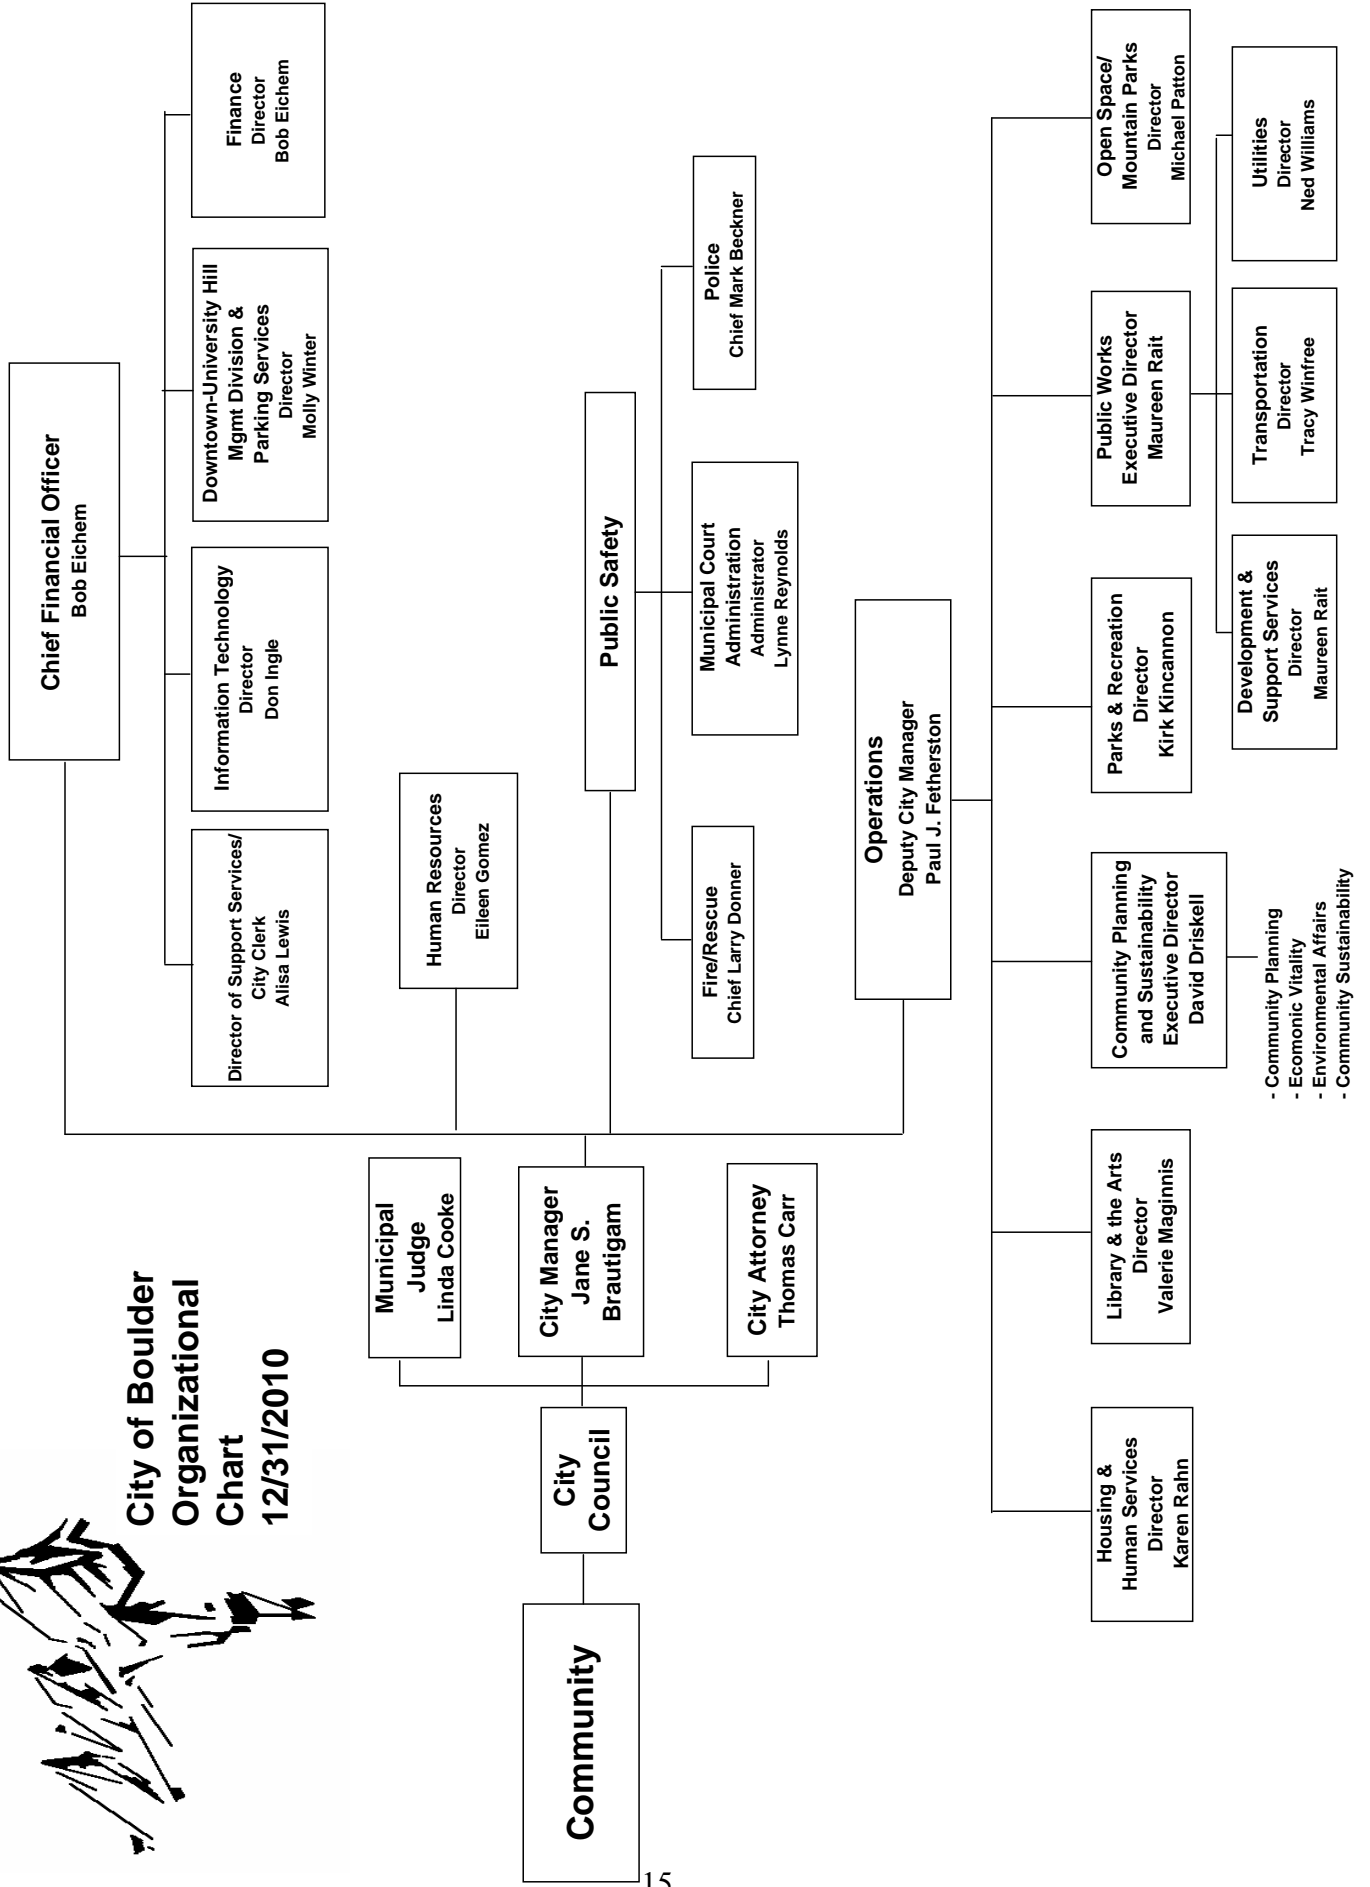 City of Boulder
Organizational
Chart
12/31/2010
Community
City
Council
Municipal
Judge
Linda Cooke
City Manager
Jane S.
Brautigam
City Attorney
Thomas Carr
Chief Financial Officer
Bob Eichem
Director of Support Services/
City Clerk
Alisa Lewis
Information Technology
Director
Don Ingle
Downtown-University Hill
Mgmt Division &
Parking Services
Director
Molly Winter
Finance
Director
Bob Eichem
Human Resources
Director
Eileen Gomez
Public Safety
Fire/Rescue
Chief Larry Donner
Municipal Court
Administration
Administrator
Lynne Reynolds
Police
Chief Mark Beckner
Operations
Deputy City Manager
Paul J. Fetherston
Housing &
Human Services
Director
Karen Rahn
Library & the Arts
Director
Valerie Maginnis
Community Planning
and Sustainability
Executive Director
David Driskell
- Community Planning
- Ecomonic Vitality
- Environmental Affairs
- Community Sustainability
Parks & Recreation
Director
Kirk Kincannon
Public Works
Executive Director
Maureen Rait
Open Space/
Mountain Parks
Director
Michael Patton
Development &
Support Services
Director
Maureen Rait
Transportation
Director
Tracy Winfree
Utilities
Director
Ned Williams
15